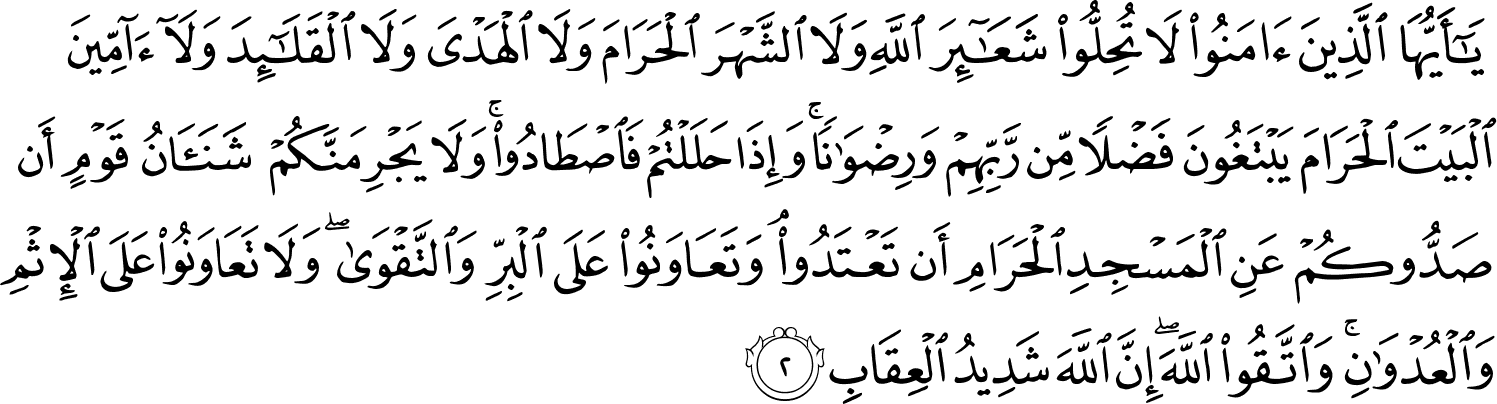 يَٰٓأَيُّهَا ٱلَّذِينَ ءَامَنُوا۟ لَا تُحِلُّوا۟ شَعَٰٓئِرَ ٱللَّهِ وَلَا ٱلشَّهْرَ ٱلْحَرَامَ وَلَا ٱلْهَدْىَ وَلَا ٱلْقَلَٰٓئِدَ وَلَآ ءَآمِّينَ
ٱلْبَيْتَ ٱلْحَرَامَ يَبْتَغُونَ فَضْلًا مِّن رَّبِّهِمْ وَرِضْوَٰنًا ۚ وَإِذَا حَلَلْتُمْ فَٱصْطَادُوا۟ ۚ وَلَا يَجْرِمَنَّكُمْ شَنَـَٔانُ قَوْمٍ أَن
صَدُّوكُمْ عَنِ ٱلْمَسْجِدِ ٱلْحَرَامِ أَن تَعْتَدُوا۟ ۘ وَتَعَاوَنُوا۟ عَلَى ٱلْبِرِّ وَٱلتَّقْوَىٰ ۖ وَلَا تَعَاوَنُوا۟ عَلَى ٱلْإِثْمِ
وَٱلْعُدْوَٰنِ ۚ وَٱتَّقُوا۟ ٱللَّهَ ۖ إِنَّ ٱللَّهَ شَدِيدُ ٱلْعِقَابِ ٢